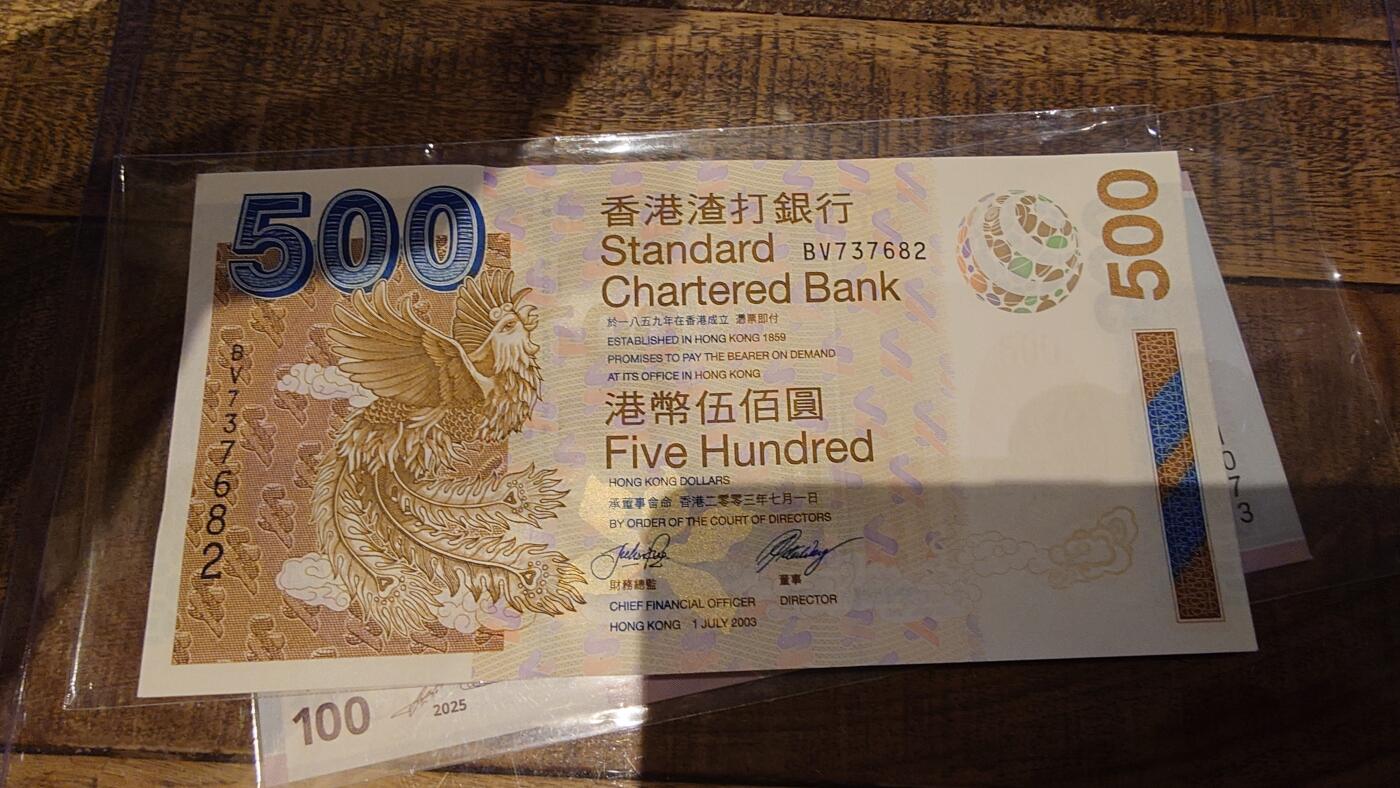 500
香港渣打銀行
Standard
BV737682
Chartered Bank
於一八五九年在香港成立 憑票即付
ESTABLISHED IN HONG KONG 1859
PROMISES TO PAY THE BEARER ON DEMAND
AT ITS OFFICE IN HONG KONG
港幣伍佰圓
Five Hundred
HONG KONG DOLLARS
承董事會命 香港二零零三年七月一日
BY ORDER OF THE COURT OF DIRECTORS
財務總監 董事
CHIEF FINANCIAL OFFICER DIRECTOR
HONG KONG 1 JULY 2003
BV737682
500
073
100
2025